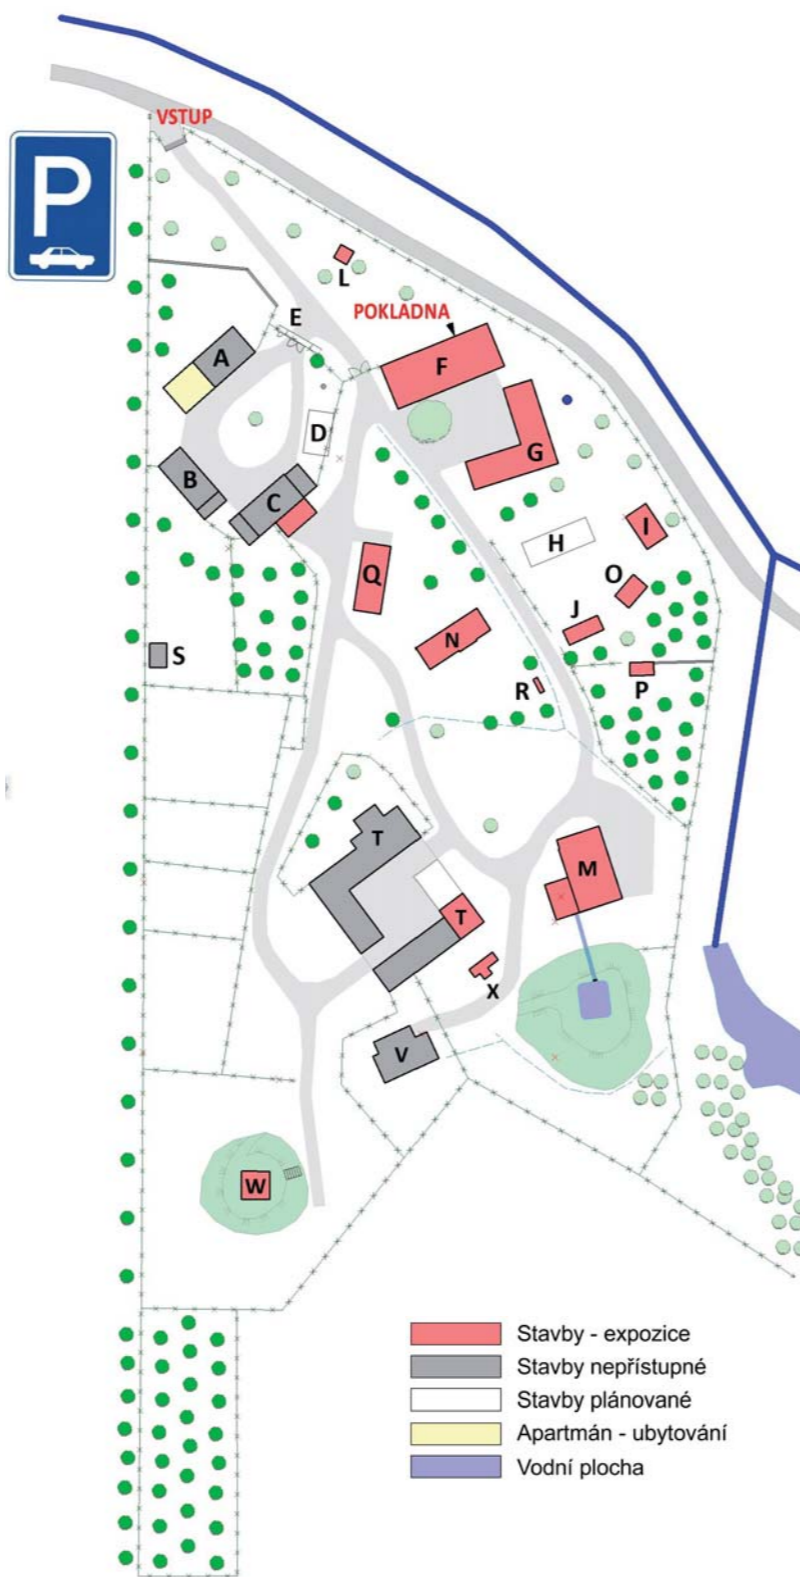 VSTUP
P
L
E
POKLADNA
A
F
D
G
B
C
H
I
Q
O
J
N
S
R
P
T
M
T
X
V
W
Stavby - expozice
Stavby nepřístupné
Stavby plánované
Apartmán - ubytování
Vodní plocha